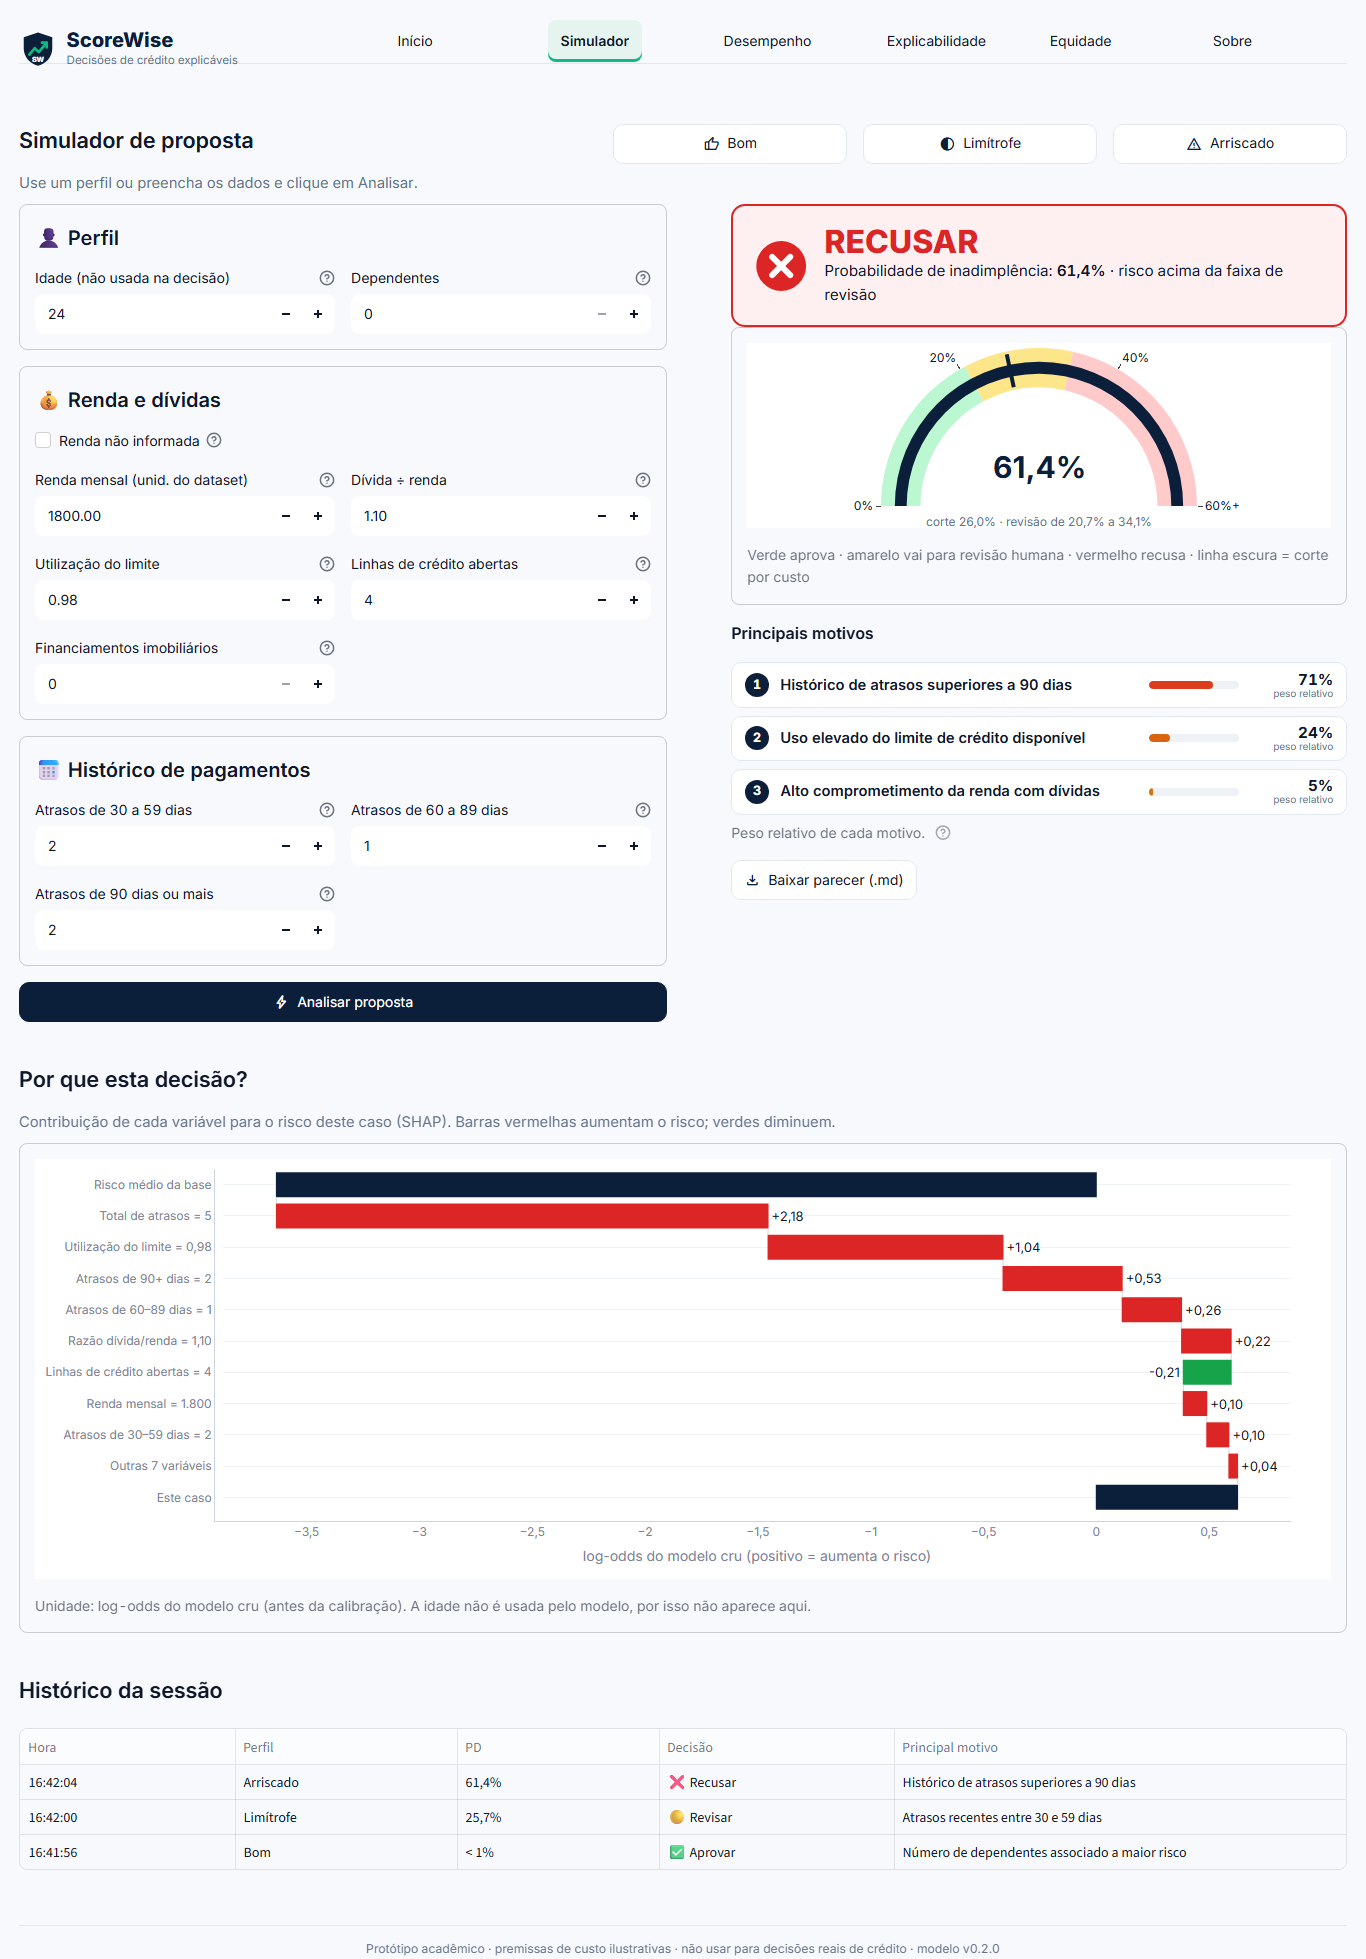 ScoreWise
Decisões de crédito explicáveis
SW
Início
Simulador
Desempenho
Explicabilidade
Equidade
Sobre
Simulador de proposta
Bom
Limítrofe
Arriscado
Use um perfil ou preencha os dados e clique em Analisar.
Perfil
Idade (não usada na decisão)
Dependentes
24
0
Renda e dívidas
Renda não informada
Renda mensal (unid. do dataset)
Dívida ÷ renda
1800.00
1.10
Utilização do limite
Linhas de crédito abertas
0.98
4
Financiamentos imobiliários
0
Histórico de pagamentos
Atrasos de 30 a 59 dias
Atrasos de 60 a 89 dias
2
1
Atrasos de 90 dias ou mais
2
Analisar proposta
RECUSAR
Probabilidade de inadimplência: 61,4% · risco acima da faixa de
revisão
20%
40%
61,4%
0%
60%+
corte 26,0% · revisão de 20,7% a 34,1%
Verde aprova · amarelo vai para revisão humana · vermelho recusa · linha escura = corte
por custo
Principais motivos
1 Histórico de atrasos superiores a 90 dias 71%
peso relativo
2 Uso elevado do limite de crédito disponível 24%
peso relativo
3 Alto comprometimento da renda com dívidas 5%
peso relativo
Peso relativo de cada motivo.
Baixar parecer (.md)
Por que esta decisão?
Contribuição de cada variável para o risco deste caso (SHAP). Barras vermelhas aumentam o risco; verdes diminuem.
Risco médio da base
Total de atrasos = 5 +2,18
Utilização do limite = 0,98 +1,04
Atrasos de 90+ dias = 2 +0,53
Atrasos de 60–89 dias = 1 +0,26
Razão dívida/renda = 1,10 +0,22
Linhas de crédito abertas = 4 -0,21
Renda mensal = 1.800 +0,10
Atrasos de 30–59 dias = 2 +0,10
Outras 7 variáveis +0,04
Este caso
−3,5 −3 −2,5 −2 −1,5 −1 −0,5 0 0,5
log-odds do modelo cru (positivo = aumenta o risco)
Unidade: log-odds do modelo cru (antes da calibração). A idade não é usada pelo modelo, por isso não aparece aqui.
Histórico da sessão
Hora Perfil PD Decisão Principal motivo
16:42:04 Arriscado 61,4% ❌ Recusar Histórico de atrasos superiores a 90 dias
16:42:00 Limítrofe 25,7% 🟡 Revisar Atrasos recentes entre 30 e 59 dias
16:41:56 Bom < 1% ✅ Aprovar Número de dependentes associado a maior risco
Protótipo acadêmico · premissas de custo ilustrativas · não usar para decisões reais de crédito · modelo v0.2.0